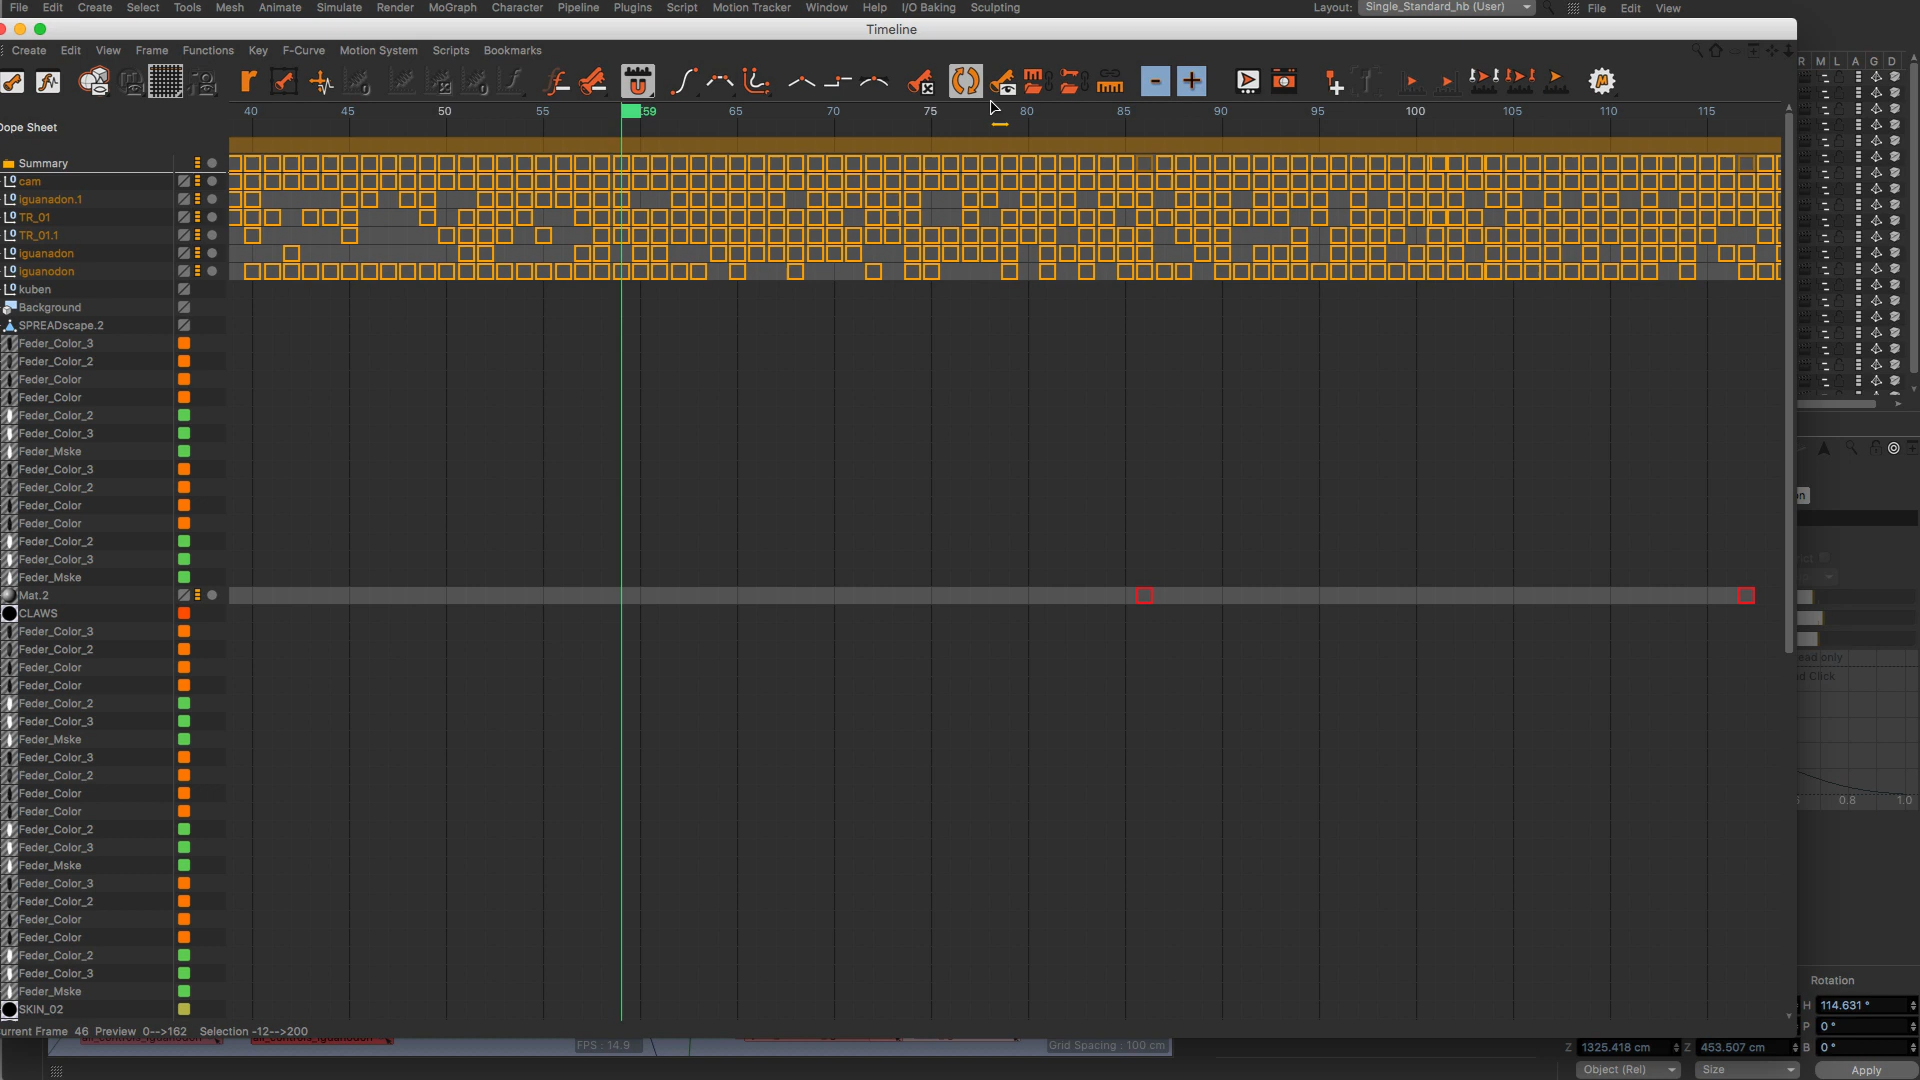 File Edit Create Select Tools Mesh Animate Simulate Render MoGraph Character Pipeline Plugins Script Motion Tracker Window Help I/O Baking Sculpting Layout: Single_Standard_hb (User) File Edit View
Timeline
Create Edit View Frame Functions Key F-Curve Motion System Scripts Bookmarks
R M L A G D
40 45 50 55 59 65 70 75 80 85 90 95 100 105 110 115
Dope Sheet
Summary
cam
iguanadon.1
TR_01
TR_01.1
iguanadon
iguanodon
kuben
Background
SPREADscape.2
Feder_Color_3
Feder_Color_2
Feder_Color
Feder_Color
Feder_Color_2
Feder_Color_3
Feder_Mske
Feder_Color_3
Feder_Color_2
Feder_Color
Feder_Color
Feder_Color_2
Feder_Color_3
Feder_Mske
Mat.2
CLAWS
Feder_Color_3
Feder_Color_2
Feder_Color
Feder_Color
Feder_Color_2
Feder_Color_3
Feder_Mske
Feder_Color_3
Feder_Color_2
Feder_Color
Feder_Color
Feder_Color_2
Feder_Color_3
Feder_Mske
Feder_Color_3
Feder_Color_2
Feder_Color
Feder_Color
Feder_Color_2
Feder_Color_3
Feder_Mske
SKIN_02
ead only
d Click
0.8 1.0
Rotation
H 114.631 °
P 0 °
urrent Frame 46 Preview 0-->162 Selection -12-->200
FPS : 14.9 Grid Spacing : 100 cm
Z 1325.418 cm Z 453.507 cm B 0 °
Object (Rel) Size Apply